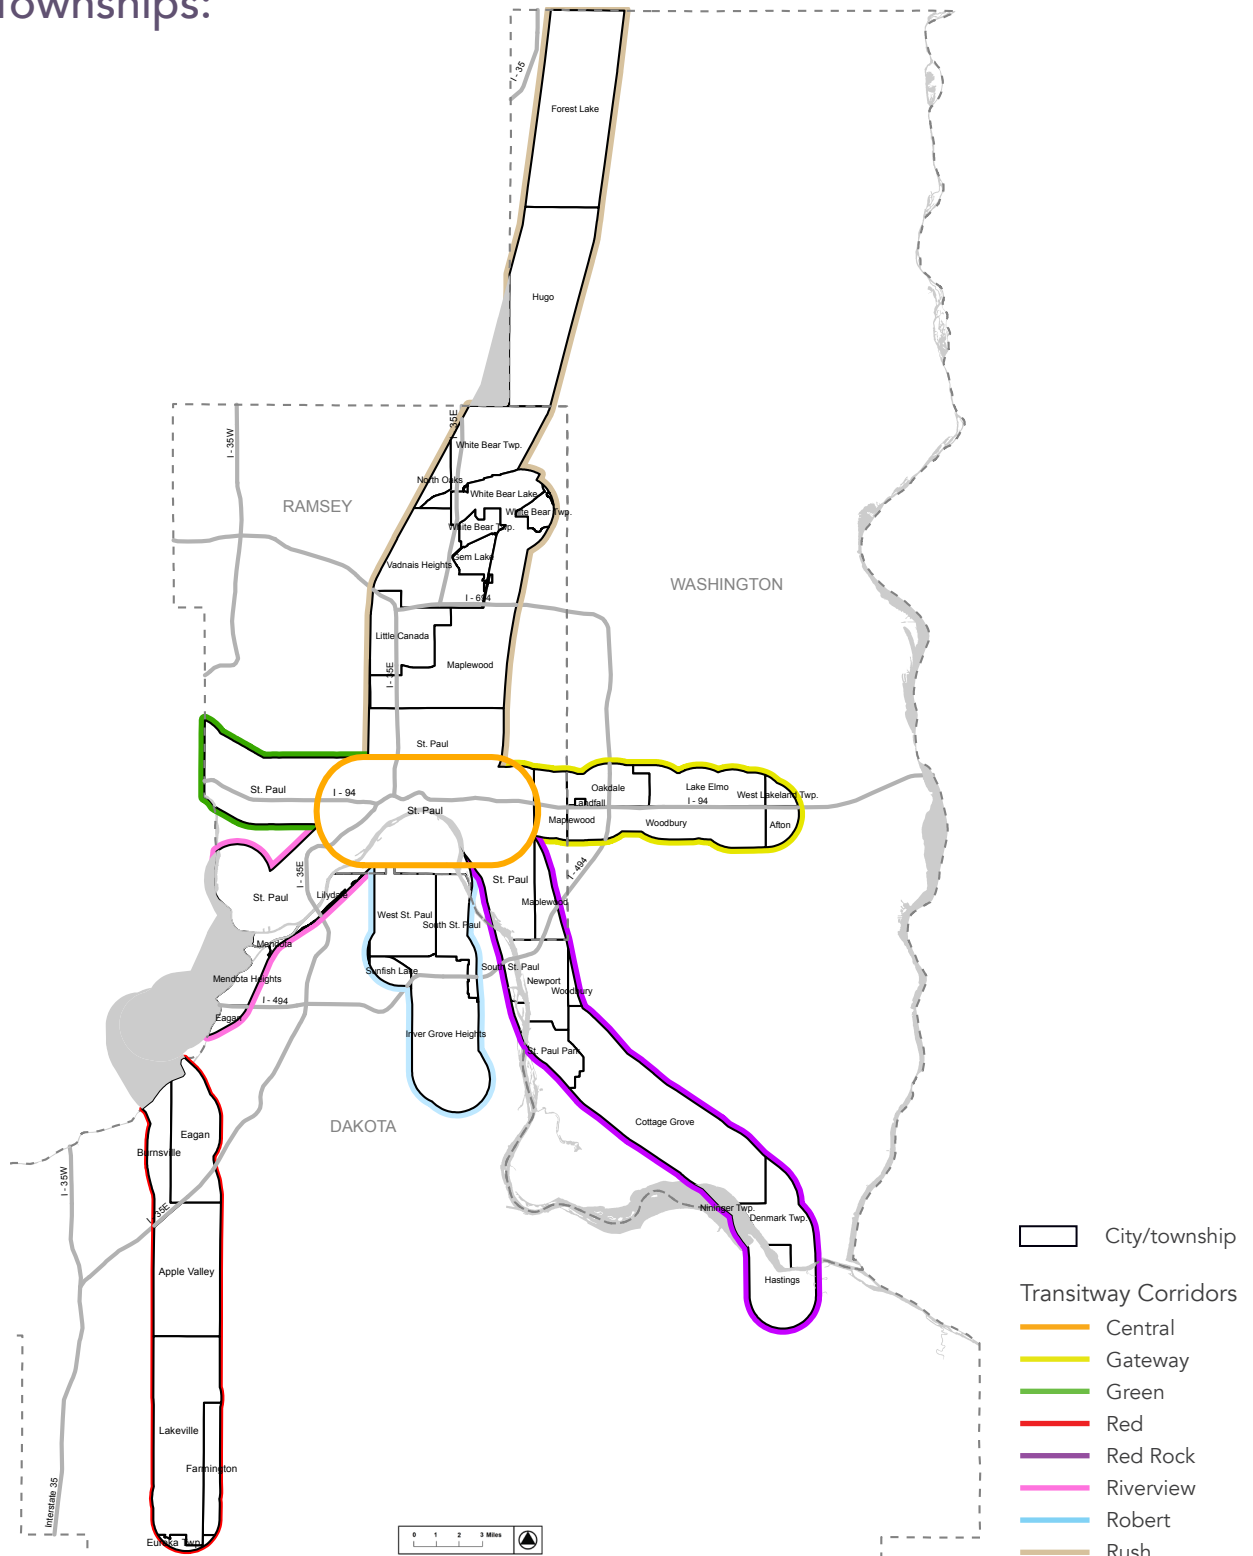 Townships:
I - 35
Forest Lake
Hugo
I - 35E
I - 35W
White Bear Twp.
North Oaks
White Bear Lake
RAMSEY
White Bear Twp.
White Bear Twp.
Gem Lake
Vadnais Heights
WASHINGTON
I - 694
Little Canada
Maplewood
I - 35E
St. Paul
St. Paul
I - 94
St. Paul
Oakdale
Lake Elmo
West Lakeland Twp.
I - 94
Landfall
Maplewood
Woodbury
Afton
I - 35E
I - 494
St. Paul
St. Paul
Lilydale
Maplewood
West St. Paul
South St. Paul
Mendota
South St. Paul
Sunfish Lake
Mendota Heights
Newport
Woodbury
I - 494
Eagan
Inver Grove Heights
St. Paul Park
Cottage Grove
DAKOTA
Eagan
Burnsville
I - 35W
I - 35E
Nininger Twp.
Denmark Twp.
Apple Valley
Hastings
Lakeville
Farmington
Interstate 35
Eureka Twp.
0 1 2 3 Miles
City/township
Transitway Corridors
Central
Gateway
Green
Red
Red Rock
Riverview
Robert
Rush